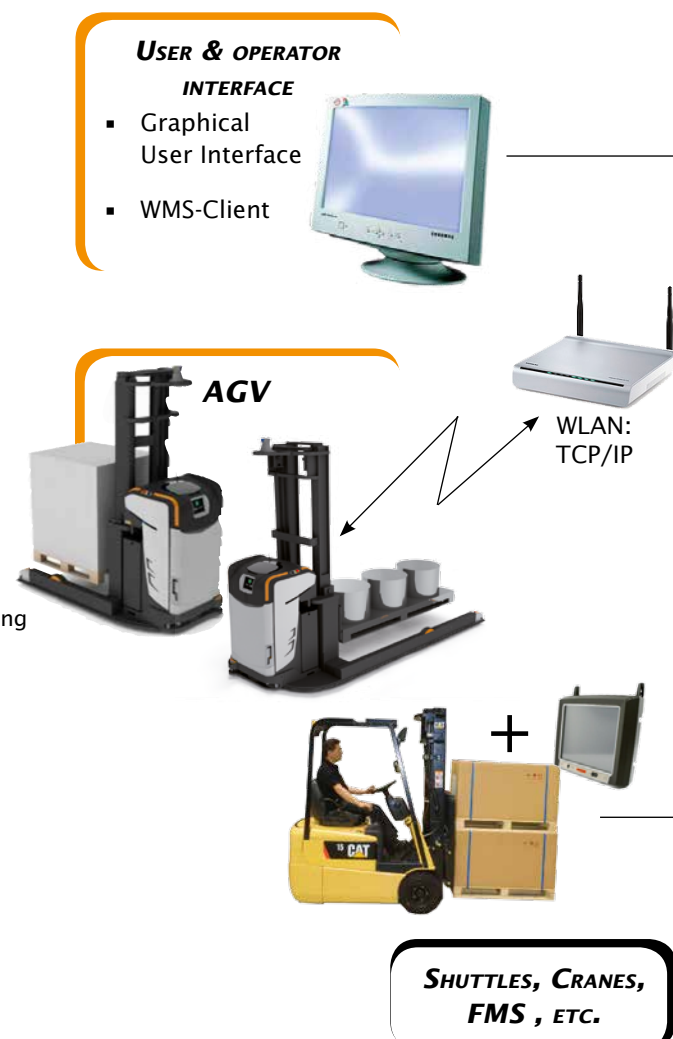 User & operator
interface
▪ Graphical
User Interface
▪ WMS-Client
AGV
WLAN:
TCP/IP
ng
+
15 CAT
Shuttles, Cranes,
FMS , etc.